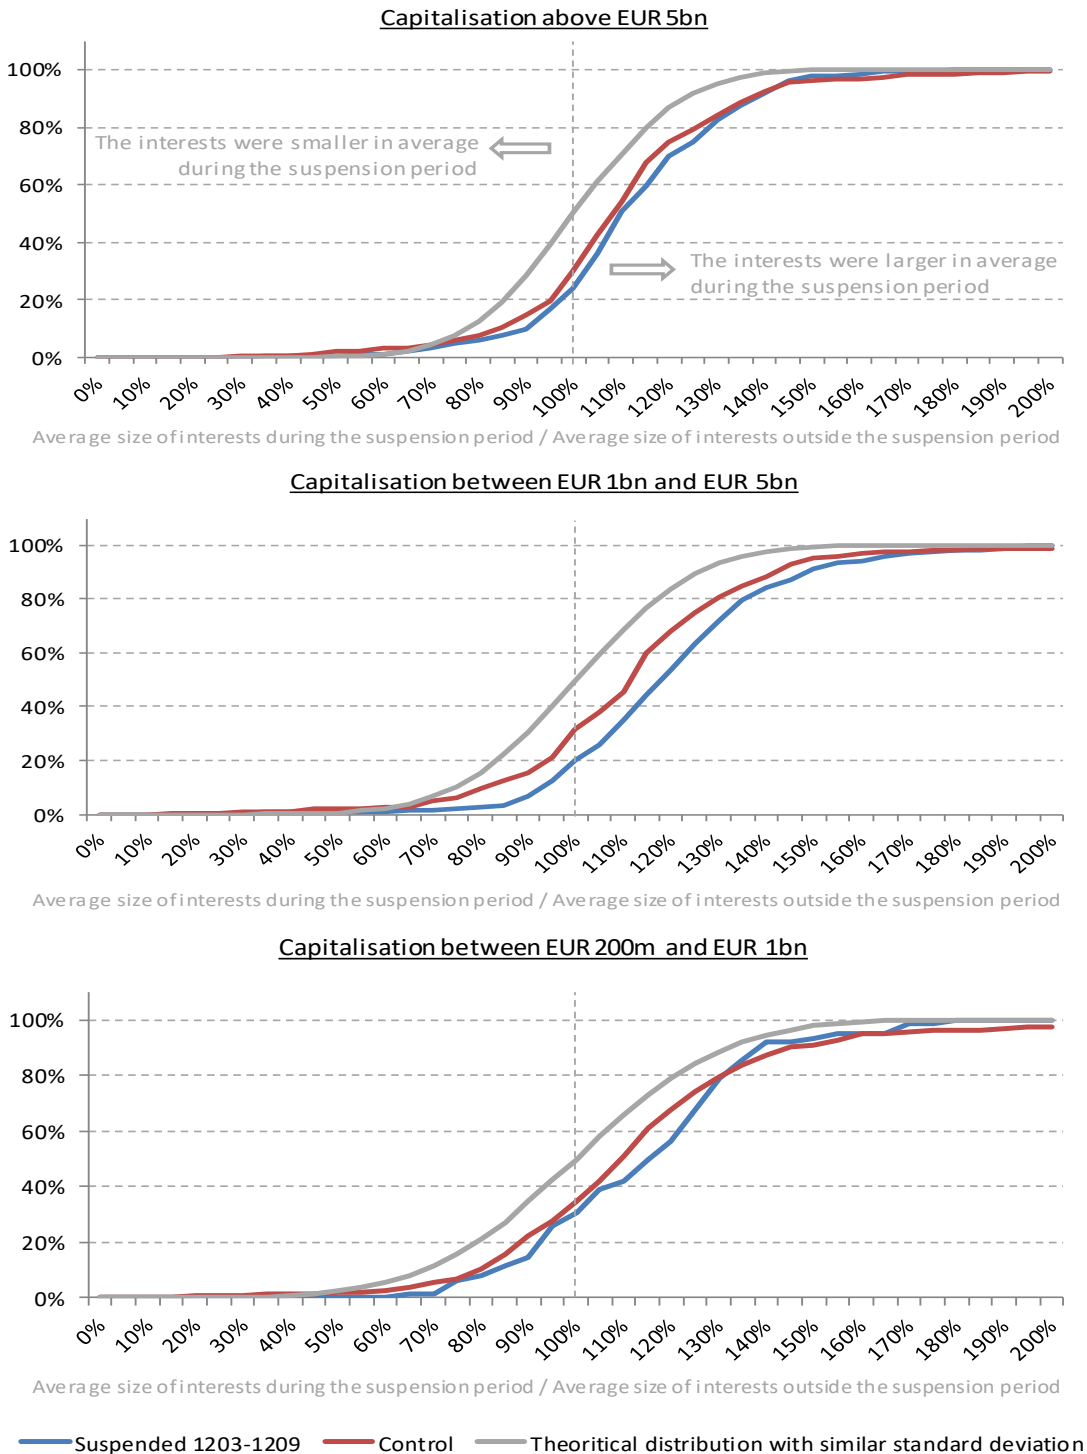 Capitalisation above EUR 5bn
100%
80%
60%
40%
20%
0%
The interests were smaller in average
during the suspension period
The interests were larger in average
during the suspension period
0% 10% 20% 30% 40% 50% 60% 70% 80% 90% 100% 110% 120% 130% 140% 150% 160% 170% 180% 190% 200%
Average size of interests during the suspension period / Average size of interests outside the suspension period
Capitalisation between EUR 1bn and EUR 5bn
100%
80%
60%
40%
20%
0%
0% 10% 20% 30% 40% 50% 60% 70% 80% 90% 100% 110% 120% 130% 140% 150% 160% 170% 180% 190% 200%
Average size of interests during the suspension period / Average size of interests outside the suspension period
Capitalisation between EUR 200m and EUR 1bn
100%
80%
60%
40%
20%
0%
0% 10% 20% 30% 40% 50% 60% 70% 80% 90% 100% 110% 120% 130% 140% 150% 160% 170% 180% 190% 200%
Average size of interests during the suspension period / Average size of interests outside the suspension period
Suspended 1203-1209 Control Theoritical distribution with similar standard deviation